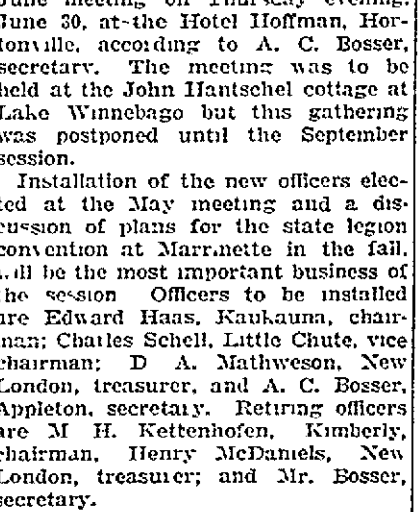 June meeting on Thursday evening,
June 30, at the Hotel Hoffman, Hor-
tonville, according to A. C. Bosser,
secretary. The meeting was to be
held at the John Hantschel cottage at
Lake Winnebago but this gathering
was postponed until the September
session.
Installation of the new officers elec-
ted at the May meeting and a dis-
cussion of plans for the state legion
convention at Marinette in the fall,
will be the most important business of
the session Officers to be installed
are Edward Haas, Kaukauna, chair-
man; Charles Schell, Little Chute, vice
chairman; D A. Mathweson, New
London, treasurer, and A. C. Bosser,
Appleton, secretary. Retiring officers
are M H. Kettenhofen, Kimberly,
chairman, Henry McDaniels, New
London, treasurer; and Mr. Bosser,
secretary.